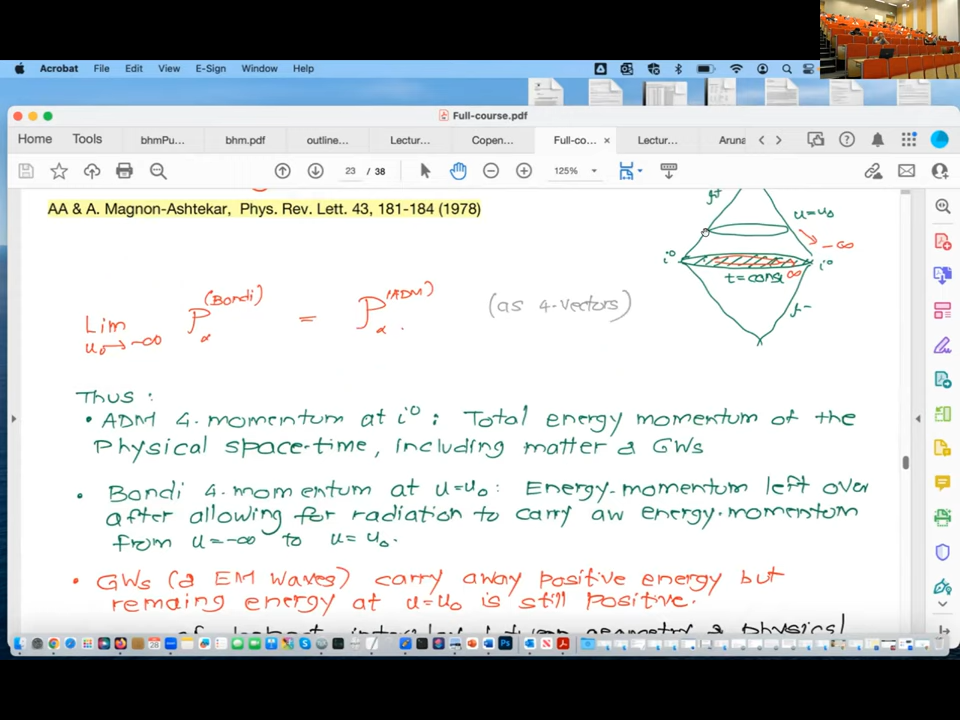 Acrobat File Edit View E-Sign Window Help
Full-course.pdf
Home Tools bhmPu... bhm.pdf outline... Lectur... Copen... Full-co... × Lectur... Aruna
23 / 38 125%
AA & A. Magnon-Ashtekar, Phys. Rev. Lett. 43, 181-184 (1978)
u=u₀
-∞
i⁰ i⁰
t=const ∞
Lim u₀→-∞ P_α^(Bondi) = P_α^(ADM) (as 4-vectors)
Thus :
• ADM 4-momentum at i⁰ : Total energy momentum of the
Physical space-time, including matter & GWs
• Bondi 4-momentum at u=u₀: Energy-momentum left over
after allowing for radiation to carry aw energy-momentum
from u=-∞ to u=u₀.
• GWs (& EM waves) carry away positive energy but
remaing energy at u=u₀ is still positive.
geometry & physics!